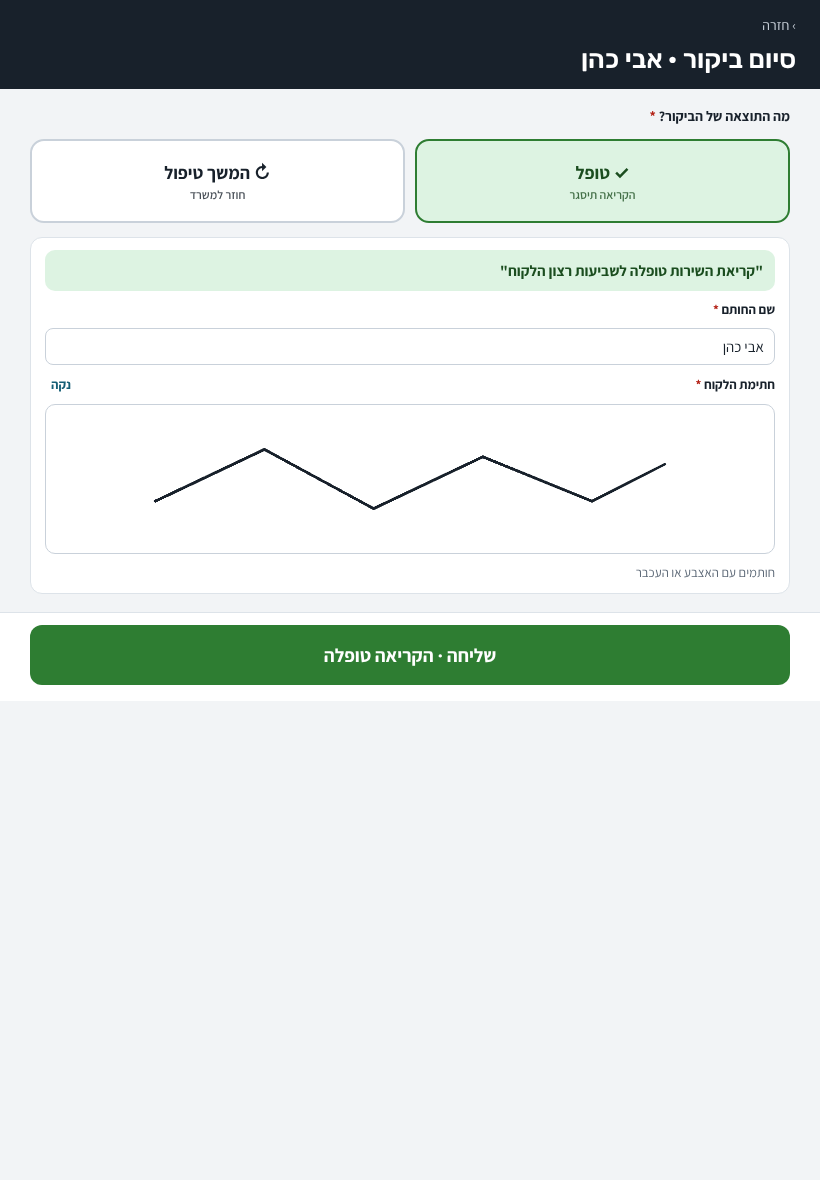 › חזרה
סיום ביקור • אבי כהן
מה התוצאה של הביקור? *
✓ טופל
הקריאה תיסגר
↻ המשך טיפול
חוזר למשרד
"קריאת השירות טופלה לשביעות רצון הלקוח"
שם החותם *
אבי כהן
חתימת הלקוח *
נקה
חותמים עם האצבע או העכבר
שליחה · הקריאה טופלה